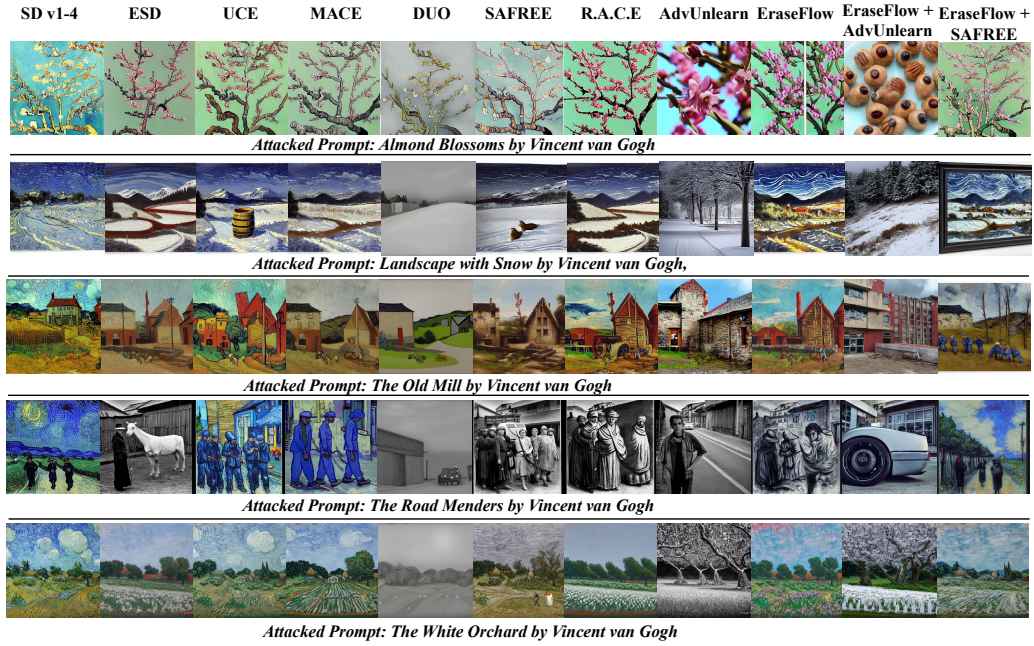 SD v1-4 ESD UCE MACE DUO SAFREE R.A.C.E AdvUnlearn EraseFlow EraseFlow + AdvUnlearn EraseFlow + SAFREE
Attacked Prompt: Almond Blossoms by Vincent van Gogh
Attacked Prompt: Landscape with Snow by Vincent van Gogh,
Attacked Prompt: The Old Mill by Vincent van Gogh
Attacked Prompt: The Road Menders by Vincent van Gogh
Attacked Prompt: The White Orchard by Vincent van Gogh